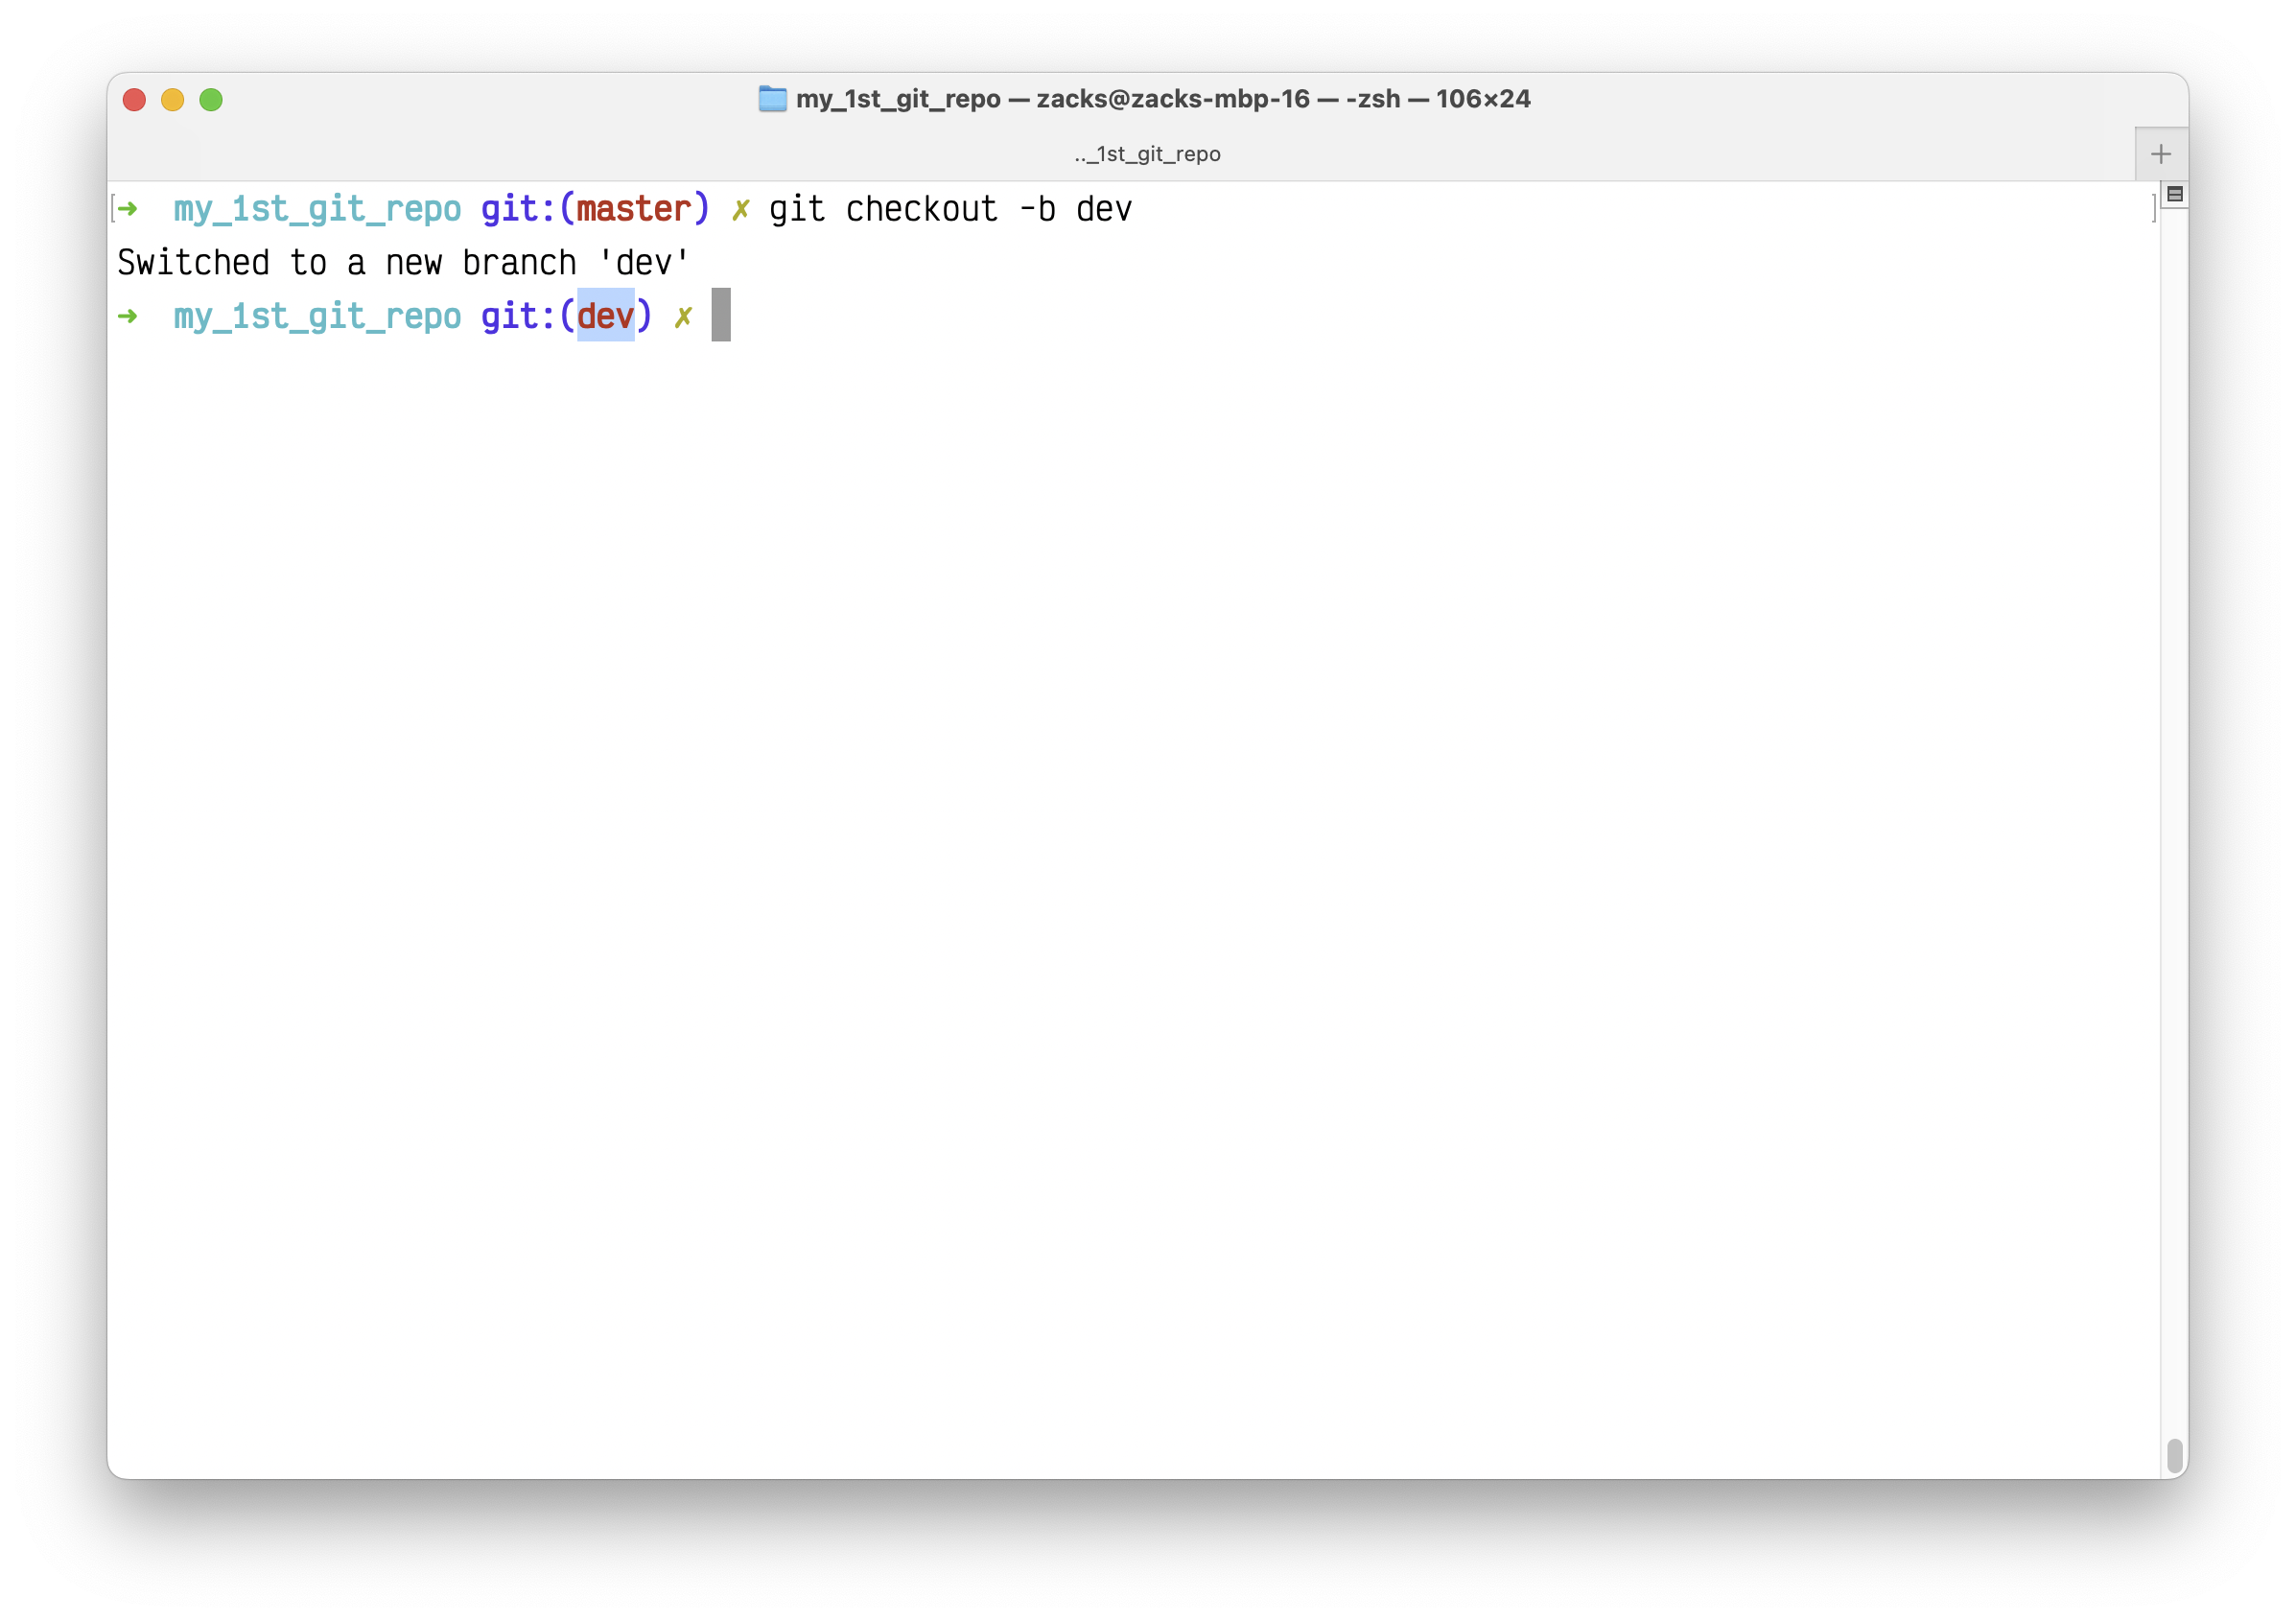 my_1st_git_repo — zacks@zacks-mbp-16 — -zsh — 106×24
.._1st_git_repo
➜  my_1st_git_repo git:(master) ✗ git checkout -b dev
Switched to a new branch 'dev'
➜  my_1st_git_repo git:(dev) ✗